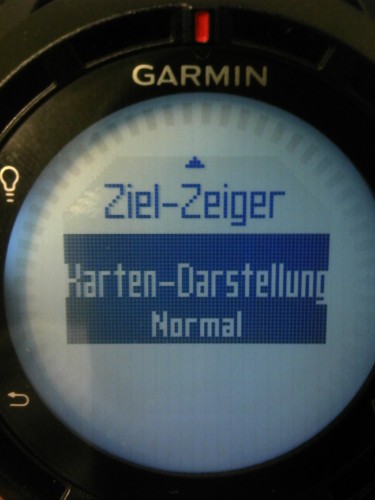 GARMIN
Ziel-Zeiger
Karten-Darstellung
Normal